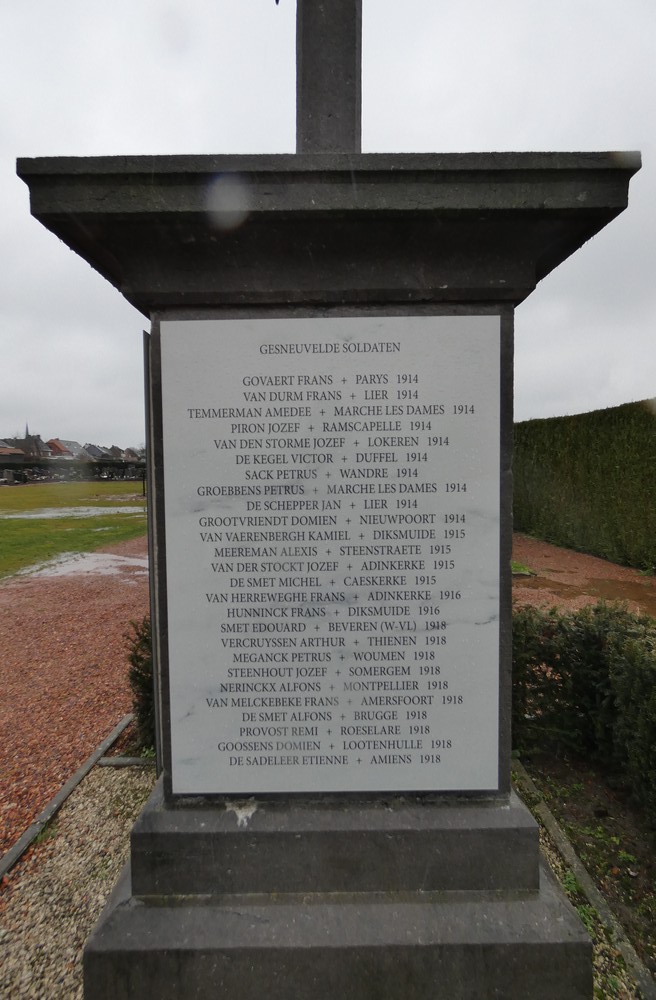 GESNEUVELDE SOLDATEN
GOVAERT FRANS + PARYS 1914
VAN DURM FRANS + LIER 1914
TEMMERMAN AMEDEE + MARCHE LES DAMES 1914
PIRON JOZEF + RAMSCAPELLE 1914
VAN DEN STORME JOZEF + LOKEREN 1914
DE KEGEL VICTOR + DUFFEL 1914
SACK PETRUS + WANDRE 1914
GROEBBENS PETRUS + MARCHE LES DAMES 1914
DE SCHEPPER JAN + LIER 1914
GROOTVRIENDT DOMIEN + NIEUWPOORT 1914
VAN VAERENBERGH KAMIEL + DIKSMUIDE 1915
MEEREMAN ALEXIS + STEENSTRAETE 1915
VAN DER STOCKT JOZEF + ADINKERKE 1915
DE SMET MICHEL + CAESKERKE 1915
VAN HERREWEGHE FRANS + ADINKERKE 1916
HUNNINCK FRANS + DIKSMUIDE 1916
SMET EDOUARD + BEVEREN (W-VL) 1918
VERCRUYSSEN ARTHUR + THIENEN 1918
MEGANCK PETRUS + WOUMEN 1918
STEENHOUT JOZEF + SOMERGEM 1918
NERINCKX ALFONS + MONTPELLIER 1918
VAN MELCKEBEKE FRANS + AMERSFOORT 1918
DE SMET ALFONS + BRUGGE 1918
PROVOST REMI + ROESELARE 1918
GOOSSENS DOMIEN + LOOTENHULLE 1918
DE SADELEER ETIENNE + AMIENS 1918